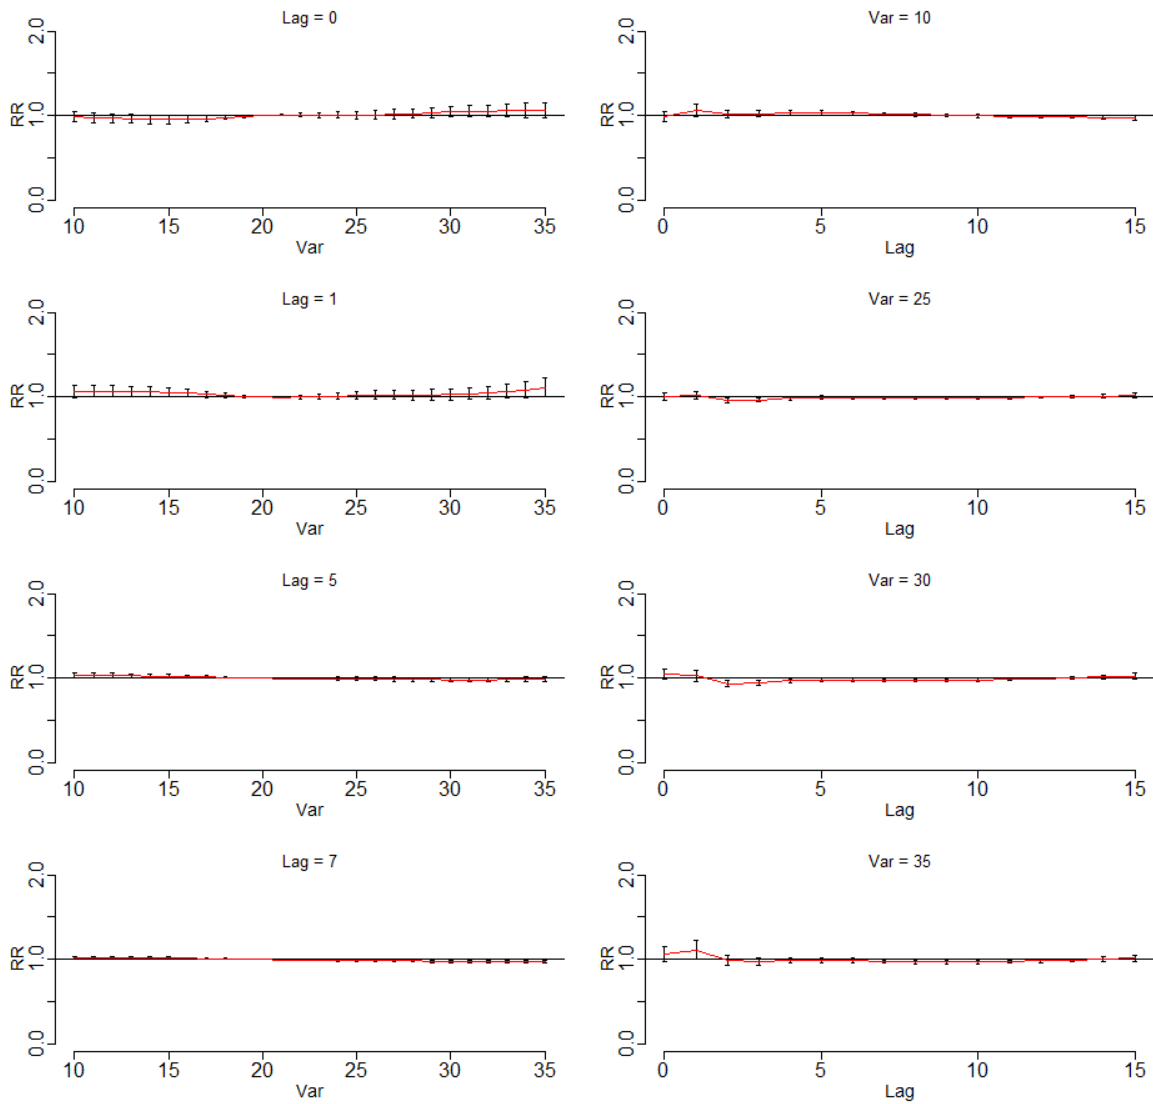 Lag = 0
2.0
RR
1.0
0.0
10 15 20 25 30 35
Var
Var = 10
2.0
RR
1.0
0.0
0 5 10 15
Lag
Lag = 1
2.0
RR
1.0
0.0
10 15 20 25 30 35
Var
Var = 25
2.0
RR
1.0
0.0
0 5 10 15
Lag
Lag = 5
2.0
RR
1.0
0.0
10 15 20 25 30 35
Var
Var = 30
2.0
RR
1.0
0.0
0 5 10 15
Lag
Lag = 7
2.0
RR
1.0
0.0
10 15 20 25 30 35
Var
Var = 35
2.0
RR
1.0
0.0
0 5 10 15
Lag